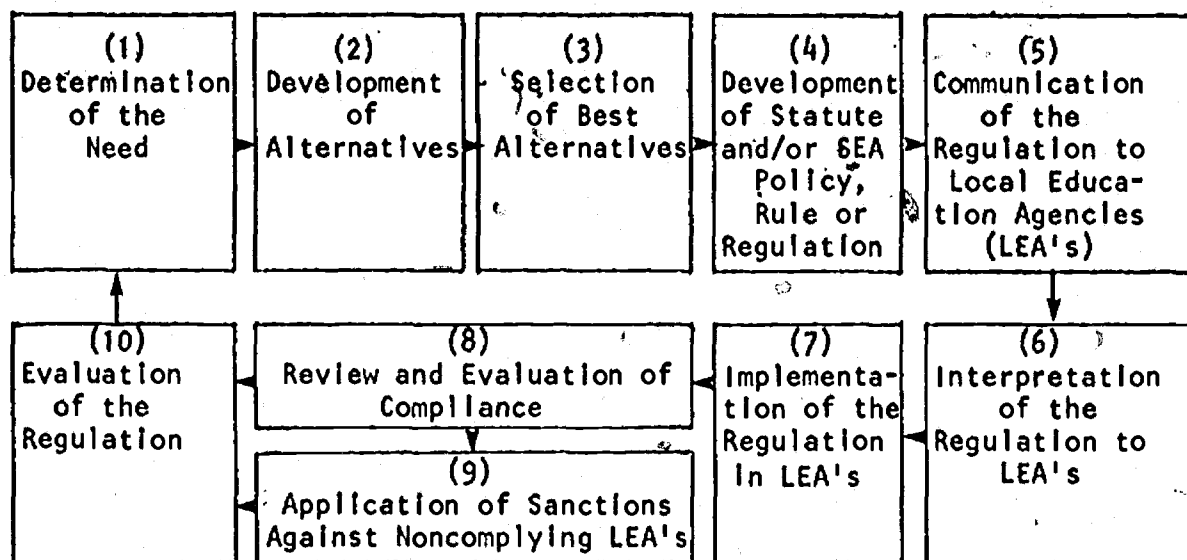 (1)
Determination
of the
Need
(2)
Development
of
Alternatives
(3)
Selection
of Best
Alternatives
(4)
Development
of Statute
and/or SEA
Policy,
Rule or
Regulation
(5)
Communication
of the
Regulation to
Local Educa-
tion Agencies
(LEA's)
(6)
Interpretation
of the
Regulation to
LEA's
(7)
Implementa-
tion of the
Regulation
in LEA's
(8)
Review and Evaluation of
Compliance
(9)
Application of Sanctions
Against Noncomplying LEA's
(10)
Evaluation
of the
Regulation